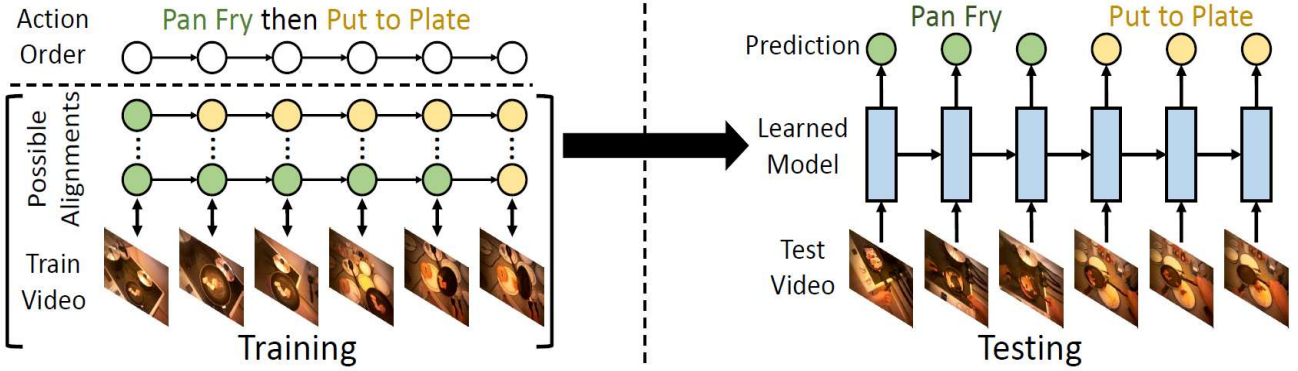 Action
Order
Pan Fry then Put to Plate
Possible
Alignments
Train
Video
Training
Pan Fry
Put to Plate
Prediction
Learned
Model
Test
Video
Testing